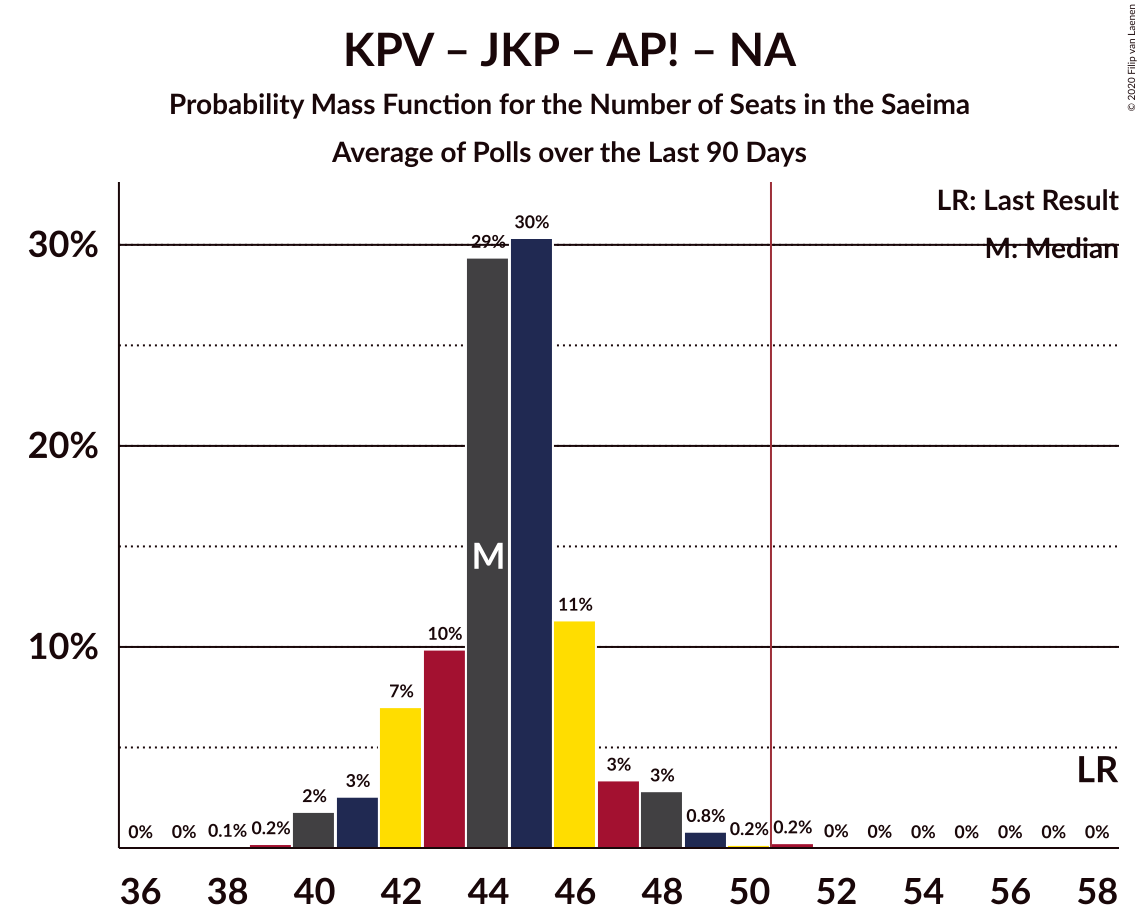 KPV – JKP – AP! – NA
Probability Mass Function for the Number of Seats in the Saeima
Average of Polls over the Last 90 Days
© 2020 Filip van Laenen
LR: Last Result
M: Median
30%
20%
10%
0%
0%
0.1%
0.2%
2%
3%
7%
10%
29%
30%
11%
3%
3%
0.8%
0.2%
0.2%
0%
0%
0%
0%
0%
0%
0%
M
LR
36 38 40 42 44 46 48 50 52 54 56 58